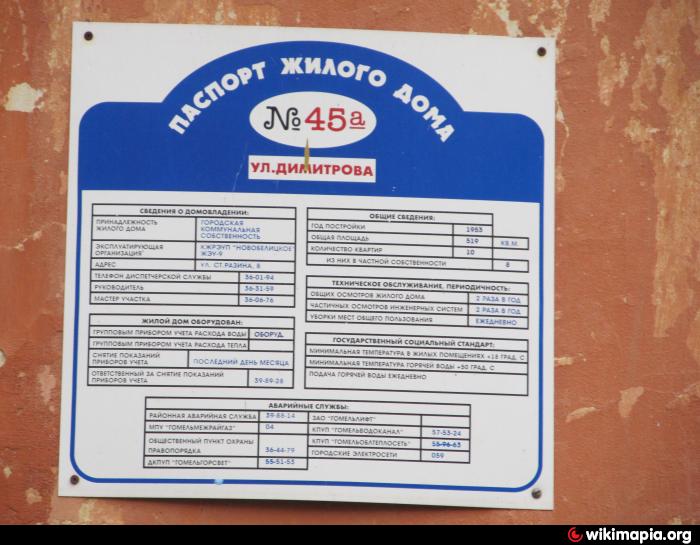 ПАСПОРТ ЖИЛОГО ДОМА
№ 45а
УЛ.ДИМИТРОВА
СВЕДЕНИЯ О ДОМОВЛАДЕНИИ:
ПРИНАДЛЕЖНОСТЬ ЖИЛОГО ДОМА
ГОРОДСКАЯ КОММУНАЛЬНАЯ СОБСТВЕННОСТЬ
ЭКСПЛУАТИРУЮЩАЯ ОРГАНИЗАЦИЯ
КЖРЭУП "НОВОБЕЛИЦКОЕ" ЖЭУ-9
АДРЕС УЛ. СТ.РАЗИНА, 8
ТЕЛЕФОН ДИСПЕТЧЕРСКОЙ СЛУЖБЫ 36-01-94
РУКОВОДИТЕЛЬ 36-31-59
МАСТЕР УЧАСТКА 36-06-76
ЖИЛОЙ ДОМ ОБОРУДОВАН:
ГРУППОВЫМ ПРИБОРОМ УЧЕТА РАСХОДА ВОДЫ ОБОРУД.
ГРУППОВЫМ ПРИБОРОМ УЧЕТА РАСХОДА ТЕПЛА
СНЯТИЕ ПОКАЗАНИЙ ПРИБОРОВ УЧЕТА
ПОСЛЕДНИЙ ДЕНЬ МЕСЯЦА
ОТВЕТСТВЕННЫЙ ЗА СНЯТИЕ ПОКАЗАНИЙ ПРИБОРОВ УЧЕТА
39-89-28
ОБЩИЕ СВЕДЕНИЯ:
ГОД ПОСТРОЙКИ 1953
ОБЩАЯ ПЛОЩАДЬ 519 КВ.М.
КОЛИЧЕСТВО КВАРТИР 10
ИЗ НИХ В ЧАСТНОЙ СОБСТВЕННОСТИ 8
ТЕХНИЧЕСКОЕ ОБСЛУЖИВАНИЕ, ПЕРИОДИЧНОСТЬ:
ОБЩИХ ОСМОТРОВ ЖИЛОГО ДОМА 2 РАЗА В ГОД
ЧАСТИЧНЫХ ОСМОТРОВ ИНЖЕНЕРНЫХ СИСТЕМ 2 РАЗА В ГОД
УБОРКИ МЕСТ ОБЩЕГО ПОЛЬЗОВАНИЯ ЕЖЕДНЕВНО
ГОСУДАРСТВЕННЫЙ СОЦИАЛЬНЫЙ СТАНДАРТ:
МИНИМАЛЬНАЯ ТЕМПЕРАТУРА В ЖИЛЫХ ПОМЕЩЕНИЯХ +18 ГРАД. С
МИНИМАЛЬНАЯ ТЕМПЕРАТУРА ГОРЯЧЕЙ ВОДЫ +50 ГРАД. С
ПОДАЧА ГОРЯЧЕЙ ВОДЫ ЕЖЕДНЕВНО
АВАРИЙНЫЕ СЛУЖБЫ:
РАЙОННАЯ АВАРИЙНАЯ СЛУЖБА 39-88-14
МПУ "ГОМЕЛЬМЕЖРАЙГАЗ" 04
ОБЩЕСТВЕННЫЙ ПУНКТ ОХРАНЫ
ПРАВОПОРЯДКА 36-44-79
ДКПУП "ГОМЕЛЬГОРСВЕТ" 55-51-53
ЗАО "ГОМЕЛЬЛИФТ"
КПУП "ГОМЕЛЬВОДОКАНАЛ" 57-53-24
КПУП "ГОМЕЛЬОБЛТЕПЛОСЕТЬ" 55-96-63
ГОРОДСКИЕ ЭЛЕКТРОСЕТИ 059
wikimapia.org